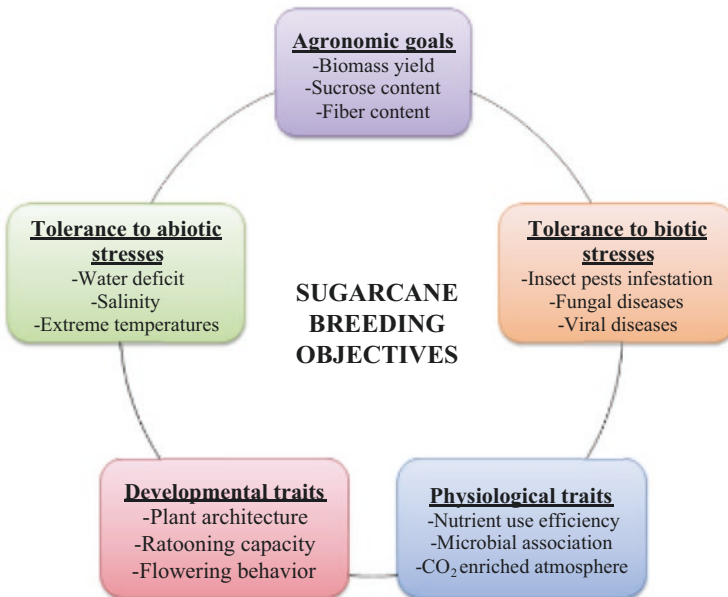 Agronomic goals
-Biomass yield
-Sucrose content
-Fiber content
Tolerance to abiotic
stresses
-Water deficit
-Salinity
-Extreme temperatures
SUGARCANE
BREEDING
OBJECTIVES
Tolerance to biotic
stresses
-Insect pests infestation
-Fungal diseases
-Viral diseases
Developmental traits
-Plant architecture
-Ratooning capacity
-Flowering behavior
Physiological traits
-Nutrient use efficiency
-Microbial association
-CO₂ enriched atmosphere